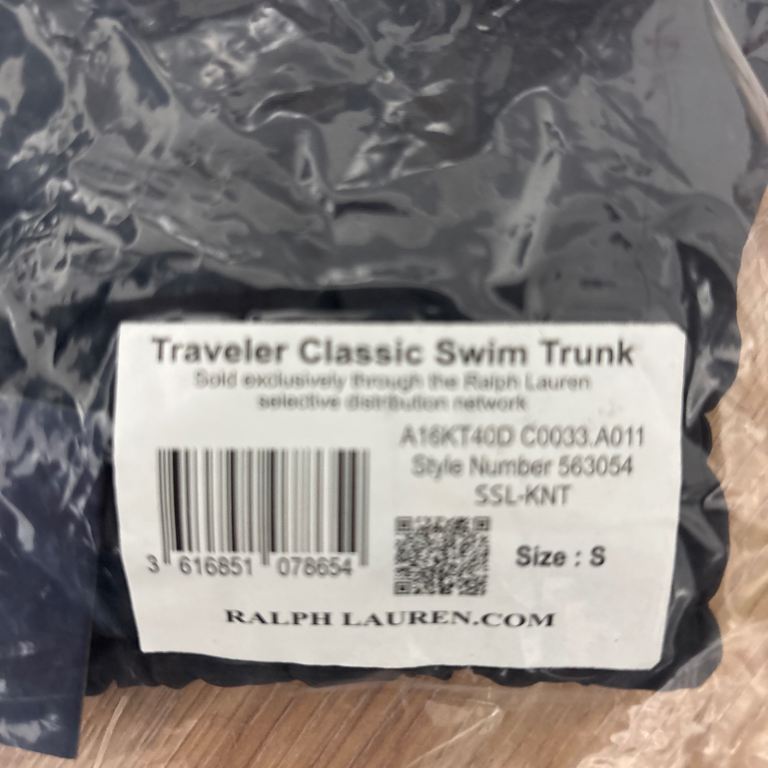 Traveler Classic Swim Trunk
Sold exclusively through the Ralph Lauren
selective distribution network
A16KT40D C0033.A011
Style Number 563054
SSL-KNT
Size : S
3 616851 078654
RALPH LAUREN.COM